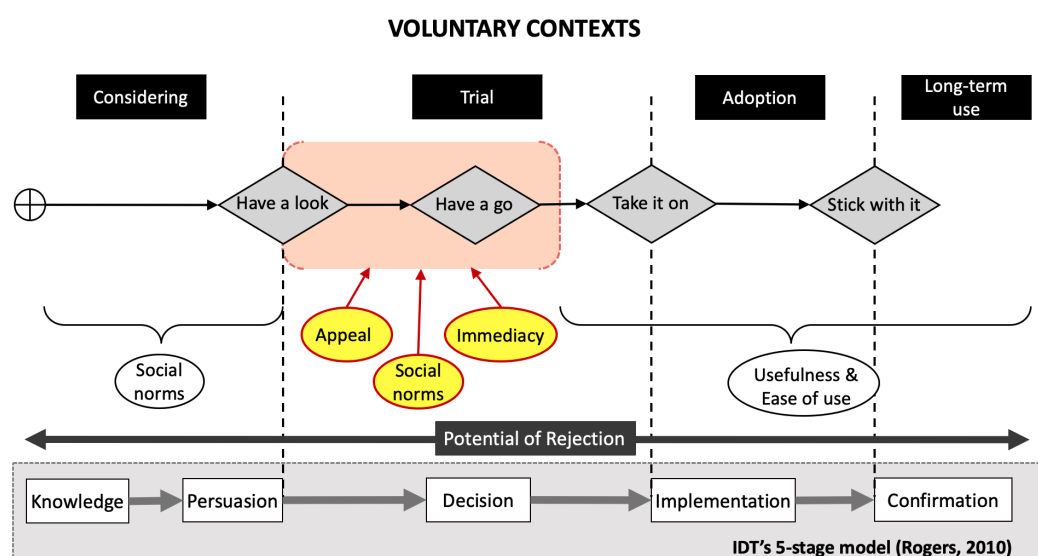 VOLUNTARY CONTEXTS
Considering
Trial
Adoption
Long-term
use
Have a look
Have a go
Take it on
Stick with it
Appeal
Immediacy
Social
norms
Social
norms
Usefulness &
Ease of use
Potential of Rejection
Knowledge
Persuasion
Decision
Implementation
Confirmation
IDT's 5-stage model (Rogers, 2010)